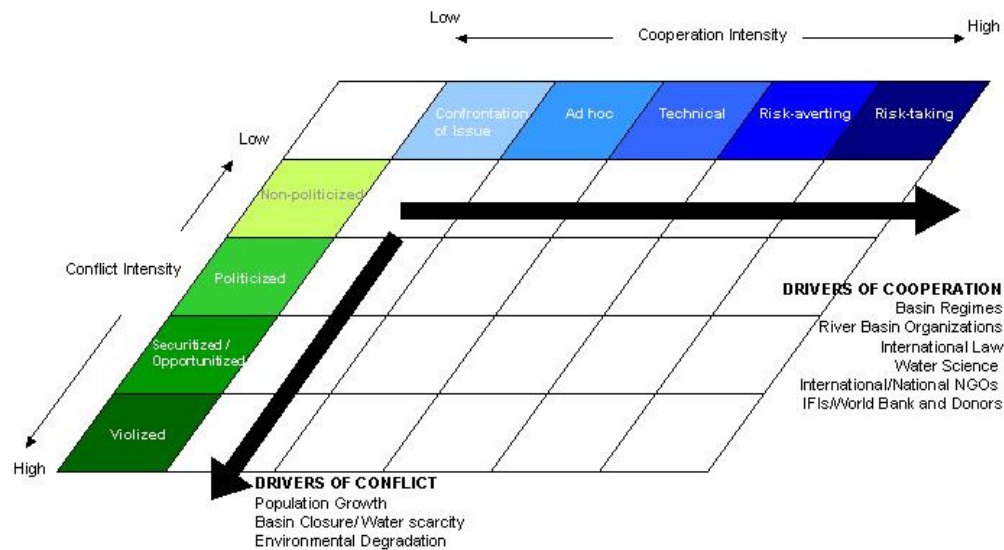 Low
High
Cooperation Intensity
Confrontation
of Issue
Ad hoc
Technical
Risk-averting
Risk-taking
Low
Non-politicized
Conflict Intensity
Politicized
Securitized /
Opportunitized
Violized
High
DRIVERS OF COOPERATION
Basin Regimes
River Basin Organizations
International Law
Water Science
International/National NGOs
IFIs/World Bank and Donors
DRIVERS OF CONFLICT
Population Growth
Basin Closure/ Water scarcity
Environmental Degradation